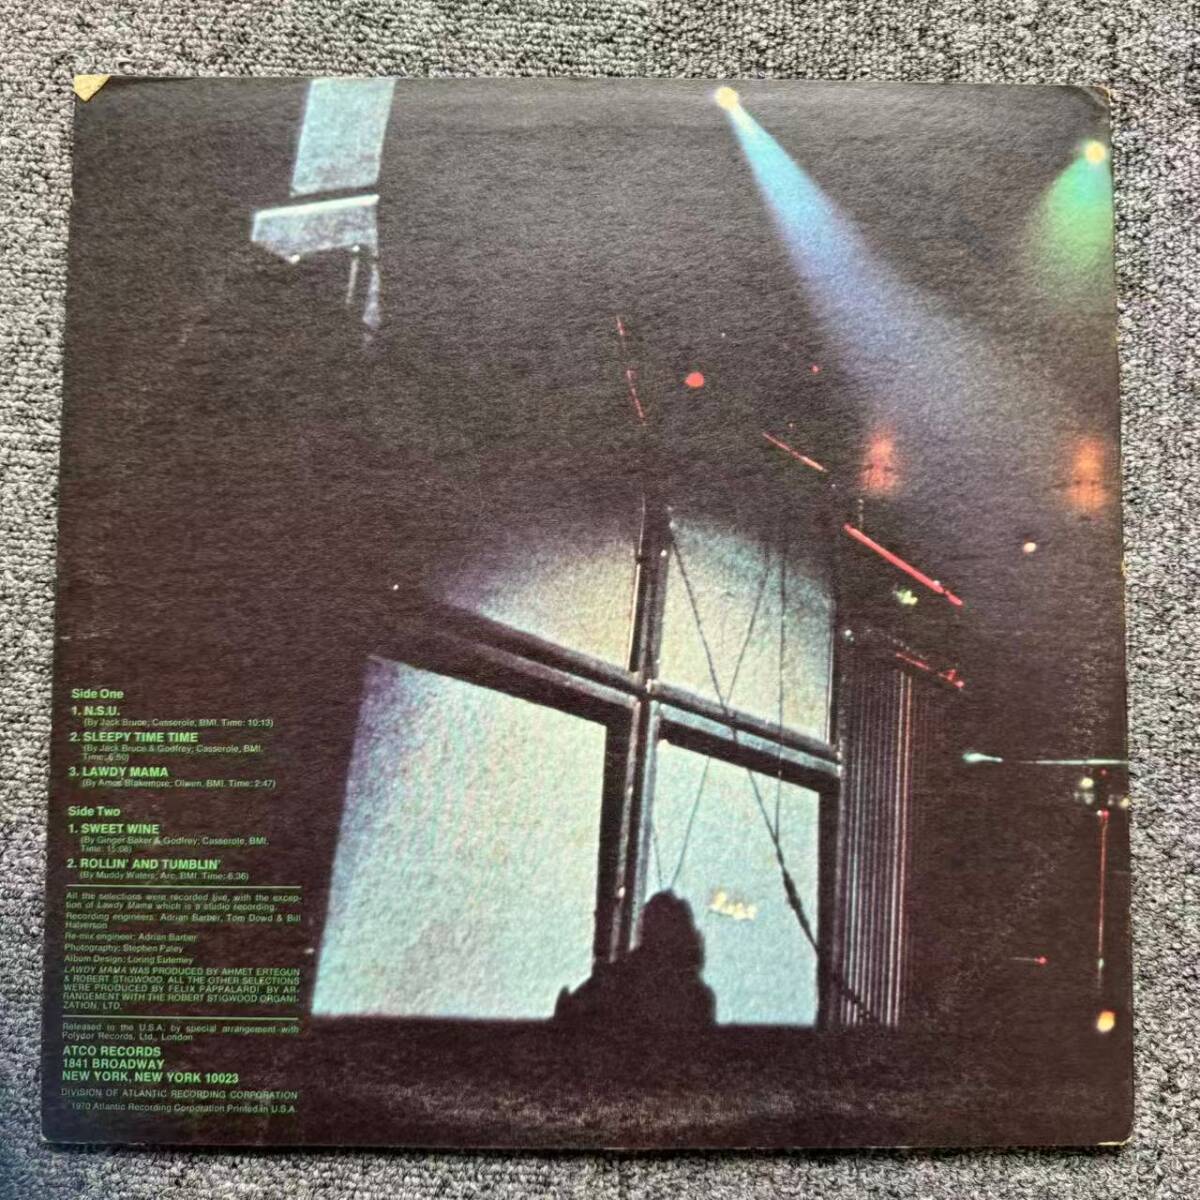 Side One
1. N.S.U.
(By Jack Bruce; Casserole, BMI. Time: 10:13)
2. SLEEPY TIME TIME
(By Jack Bruce & Godfrey; Casserole, BMI.
Time: 6:50)
3. LAWDY MAMA
(By Amos Blakemore; Olwen, BMI. Time: 2:47)
Side Two
1. SWEET WINE
(By Ginger Baker & Godfrey; Casserole, BMI.
Time: 15:08)
2. ROLLIN' AND TUMBLIN'
(By Muddy Waters; Arc, BMI. Time: 6:36)
All the selections were recorded live, with the excep-
tion of Lawdy Mama which is a studio recording.
Recording engineers: Adrian Barber, Tom Dowd & Bill
Halverson
Re-mix engineer: Adrian Barber
Photography: Stephen Paley
Album Design: Loring Eutemey
LAWDY MAMA WAS PRODUCED BY AHMET ERTEGUN
& ROBERT STIGWOOD. ALL THE OTHER SELECTIONS
WERE PRODUCED BY FELIX PAPPALARDI, BY AR-
RANGEMENT WITH THE ROBERT STIGWOOD ORGANI-
ZATION, LTD.
Released in the U.S.A. by special arrangement with
Polydor Records, Ltd., London
ATCO RECORDS
1841 BROADWAY
NEW YORK, NEW YORK 10023
DIVISION OF ATLANTIC RECORDING CORPORATION
1970 Atlantic Recording Corporation Printed in U.S.A.